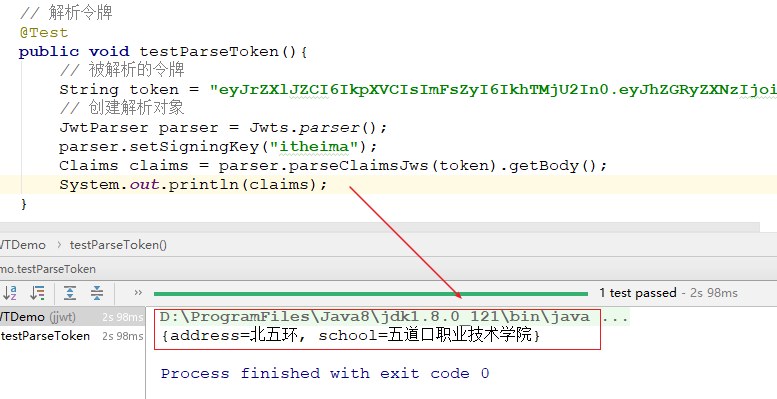 // 解析令牌
@Test
public void testParseToken(){
// 被解析的令牌
String token = "eyJrZXlJZCI6IkpXVCIsImFsZyI6IkhTMjU2In0.eyJhZGRyZXNzIjoi
// 创建解析对象
JwtParser parser = Jwts.parser();
parser.setSigningKey("itheima");
Claims claims = parser.parseClaimsJws(token).getBody();
System.out.println(claims);
}
WTDemo › testParseToken()
mo.testParseToken
» 1 test passed - 2s 98ms
WTDemo (jjwt) 2s 98ms
testParseToken 2s 98ms
D:\ProgramFiles\Java8\jdk1.8.0_121\bin\java ...
{address=北五环, school=五道口职业技术学院}
Process finished with exit code 0